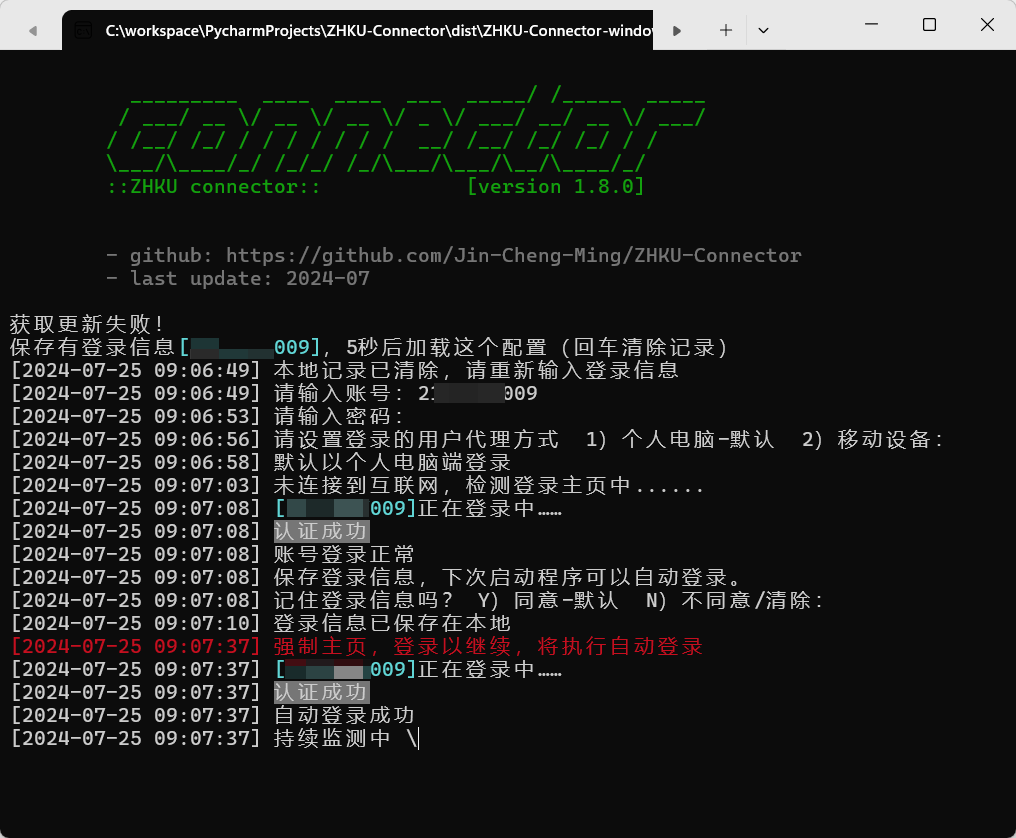 C:\workspace\PycharmProjects\ZHKU-Connector\dist\ZHKU-Connector-windo
connector
::ZHKU connector:: [version 1.8.0]
- github: https://github.com/Jin-Cheng-Ming/ZHKU-Connector
- last update: 2024-07
获取更新失败！
保存有登录信息[009]，5秒后加载这个配置（回车清除记录）
[2024-07-25 09:06:49] 本地记录已清除，请重新输入登录信息
[2024-07-25 09:06:49] 请输入账号：2 009
[2024-07-25 09:06:53] 请输入密码：
[2024-07-25 09:06:56] 请设置登录的用户代理方式 1）个人电脑-默认 2）移动设备：
[2024-07-25 09:06:58] 默认以个人电脑端登录
[2024-07-25 09:07:03] 未连接到互联网，检测登录主页中......
[2024-07-25 09:07:08] [009]正在登录中……
[2024-07-25 09:07:08] 认证成功
[2024-07-25 09:07:08] 账号登录正常
[2024-07-25 09:07:08] 保存登录信息，下次启动程序可以自动登录。
[2024-07-25 09:07:08] 记住登录信息吗？ Y）同意-默认 N）不同意/清除：
[2024-07-25 09:07:10] 登录信息已保存在本地
[2024-07-25 09:07:37] 强制主页，登录以继续，将执行自动登录
[2024-07-25 09:07:37] [009]正在登录中……
[2024-07-25 09:07:37] 认证成功
[2024-07-25 09:07:37] 自动登录成功
[2024-07-25 09:07:37] 持续监测中 \